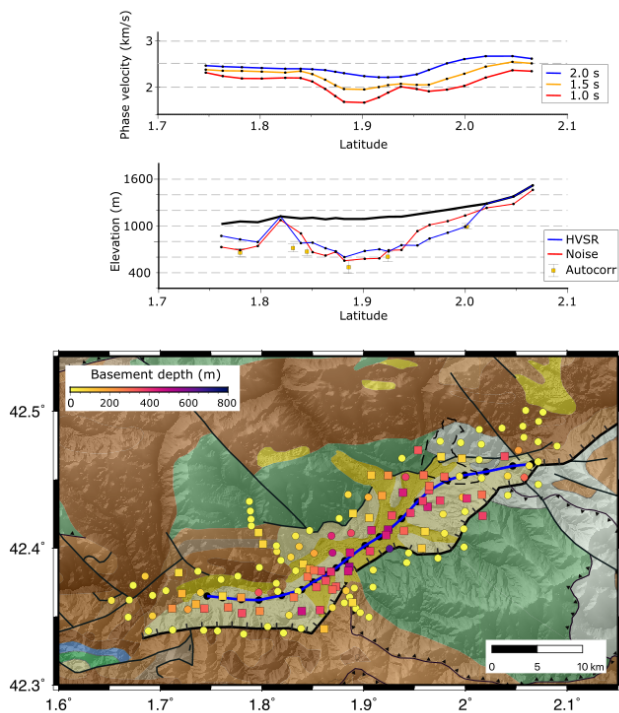 Phase velocity (km/s)
3
2
2.0 s
1.5 s
1.0 s
1.7 1.8 1.9 2.0 2.1
Latitude
Elevation (m)
1600
1000
400
HVSR
Noise
Autocorr
1.7 1.8 1.9 2.0 2.1
Latitude
Basement depth (m)
0 200 400 600 800
42.5°
42.4°
42.3°
0 5 10 km
1.6° 1.7° 1.8° 1.9° 2° 2.1°